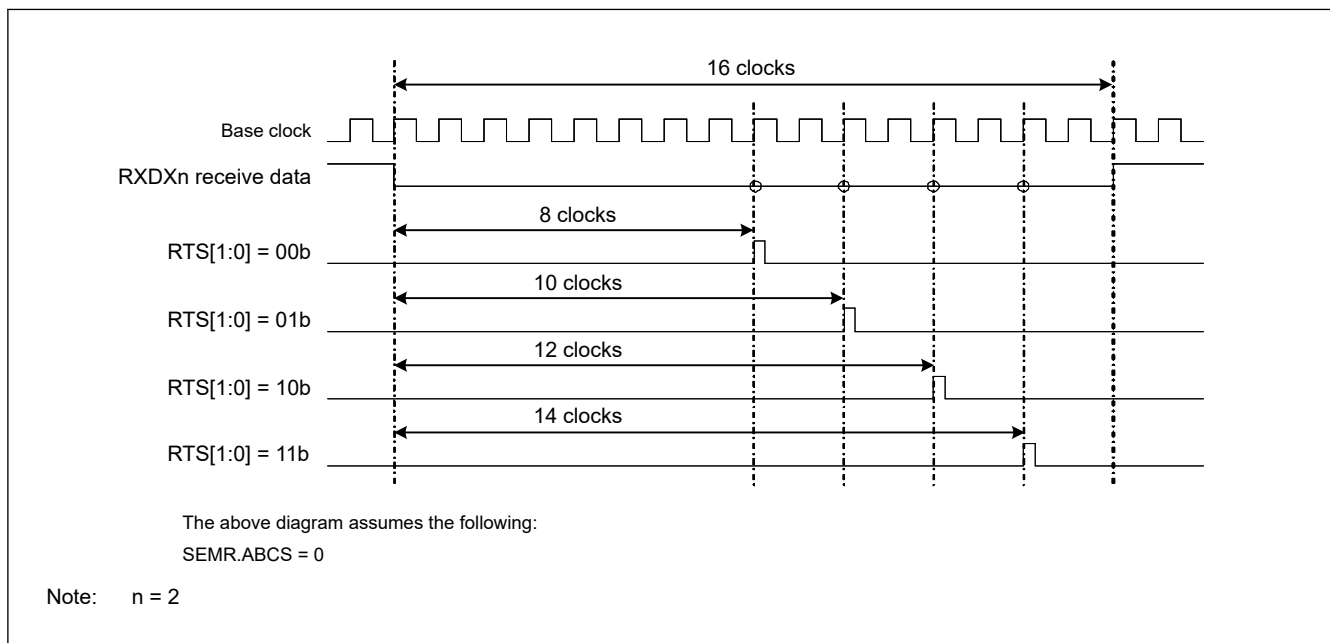 16 clocks
Base clock
RXDXn receive data
8 clocks
RTS[1:0] = 00b
10 clocks
RTS[1:0] = 01b
12 clocks
RTS[1:0] = 10b
14 clocks
RTS[1:0] = 11b
The above diagram assumes the following:
SEMR.ABCS = 0
Note: n = 2